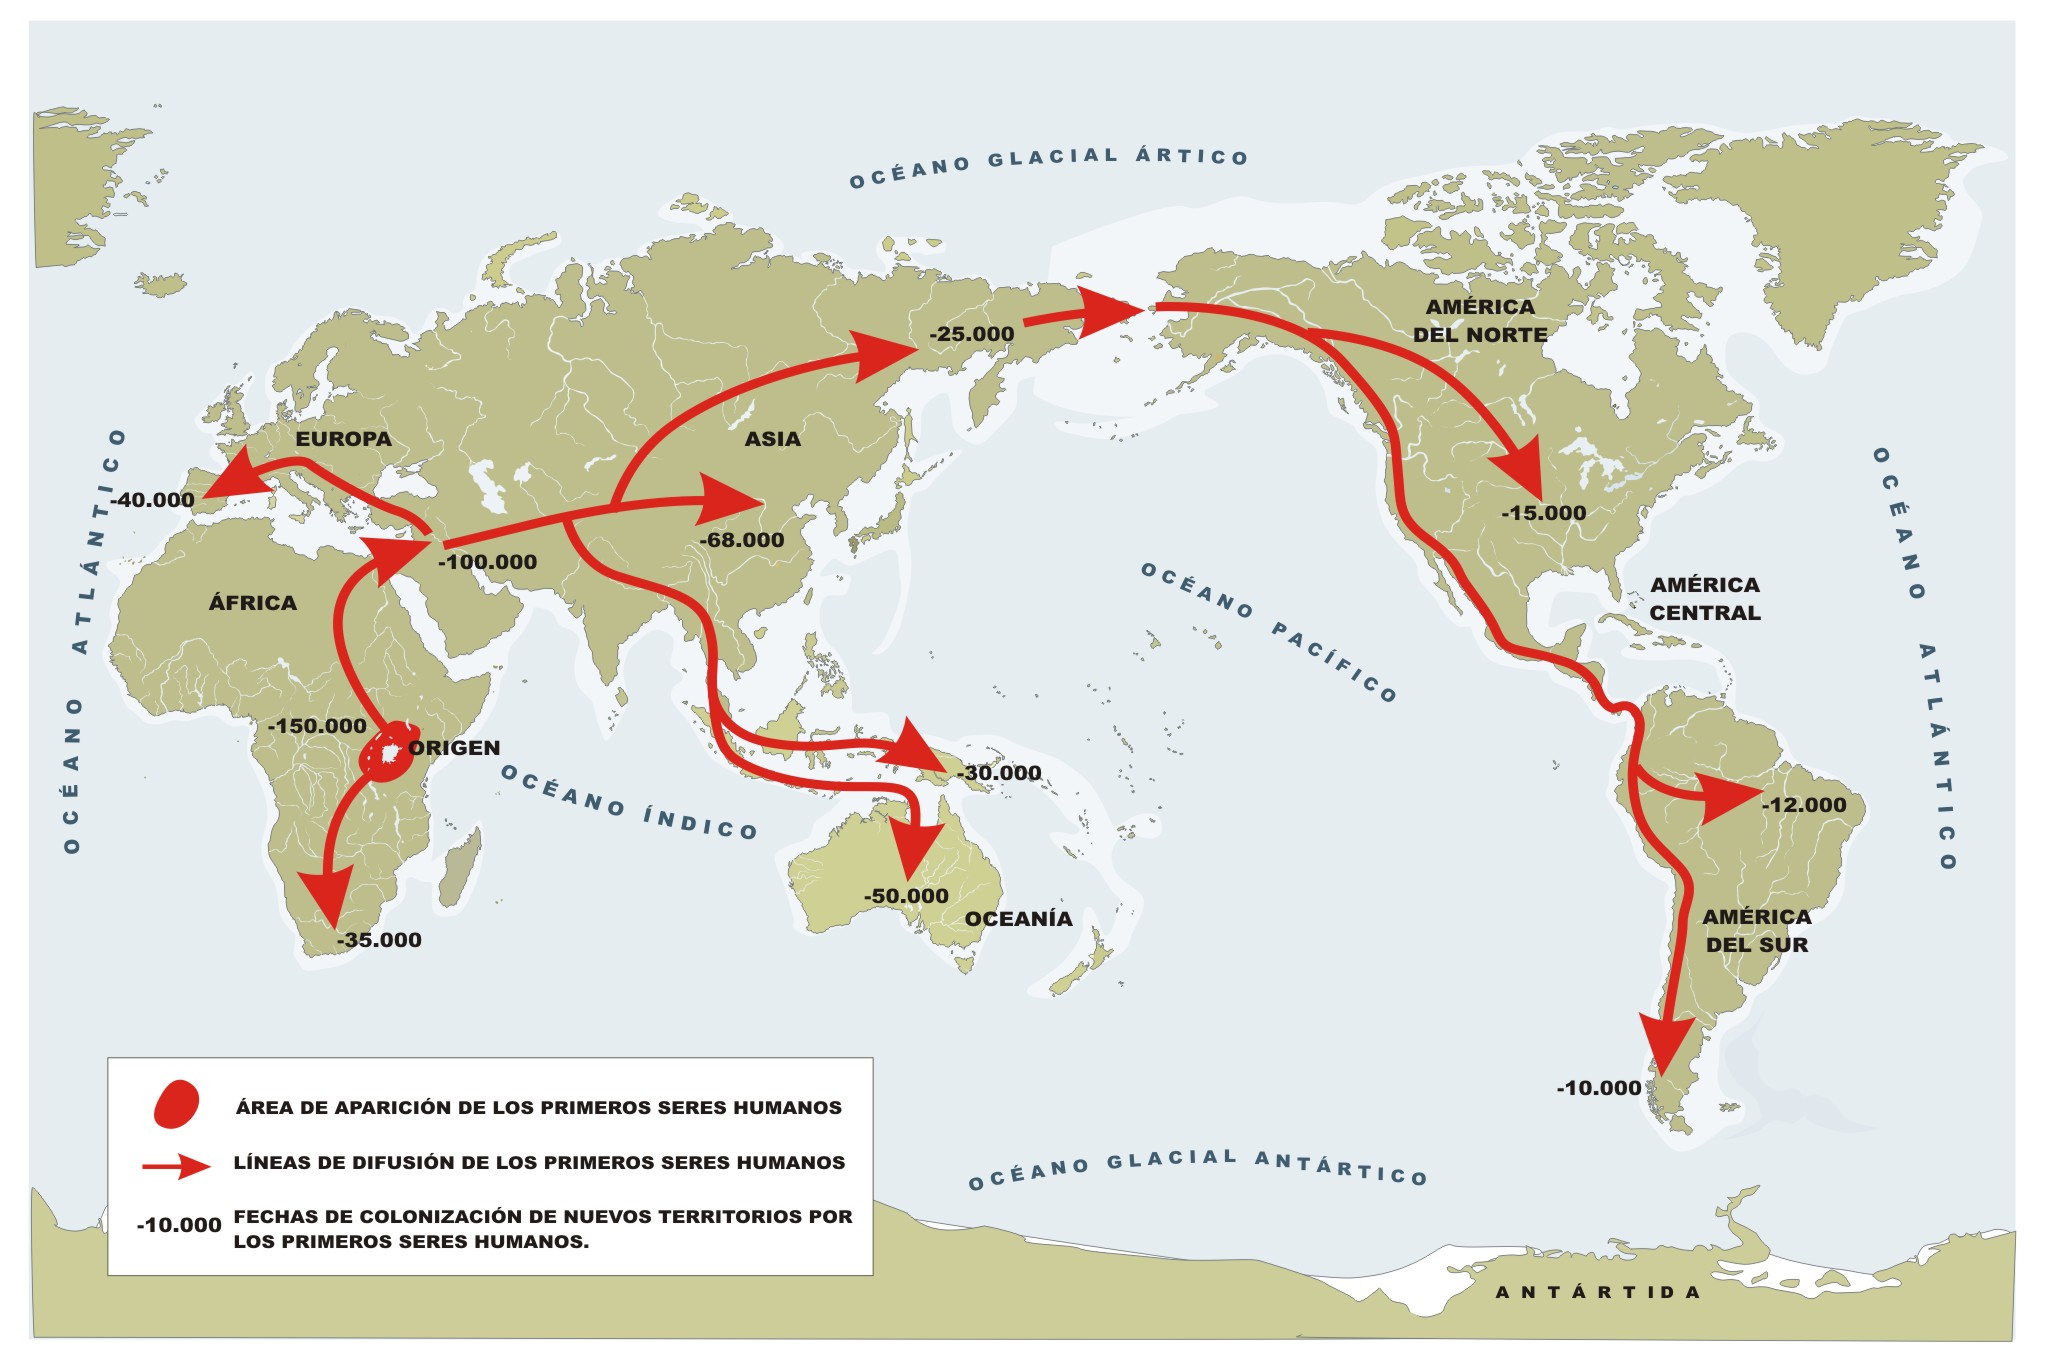 OCÉANO GLACIAL ÁRTICO
AMÉRICA
DEL NORTE
-25.000
EUROPA
ASIA
-40.000
-15.000
-68.000
-100.000
OCÉANO ATLÁNTICO
ÁFRICA
OCÉANO PACÍFICO
AMÉRICA
CENTRAL
OCÉANO ATLÁNTICO
-150.000
ORIGEN
OCÉANO ÍNDICO
-30.000
-12.000
-50.000
OCEANÍA
AMÉRICA
DEL SUR
-35.000
-10.000
ÁREA DE APARICIÓN DE LOS PRIMEROS SERES HUMANOS
LÍNEAS DE DIFUSIÓN DE LOS PRIMEROS SERES HUMANOS
-10.000 FECHAS DE COLONIZACIÓN DE NUEVOS TERRITORIOS POR
LOS PRIMEROS SERES HUMANOS.
OCÉANO GLACIAL ANTÁRTICO
ANTÁRTIDA